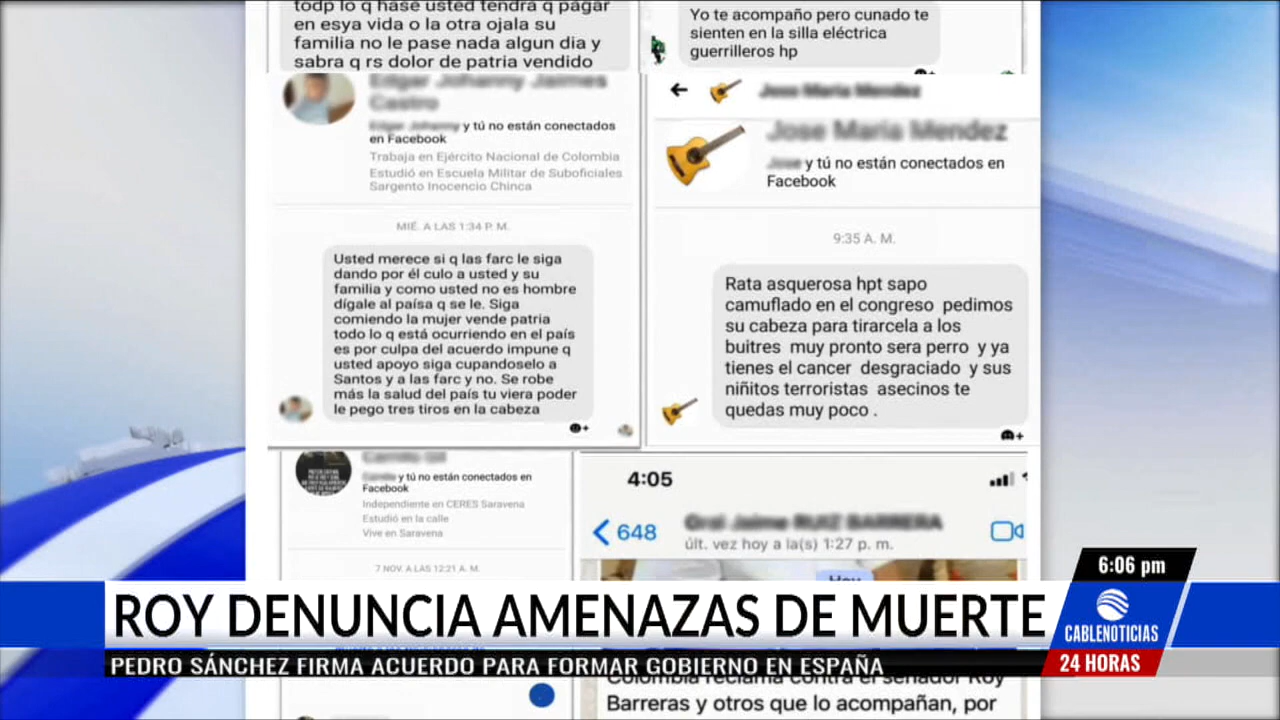 todp lo q hase usted tendra q pagar
en esya vida o la otra ojala su
familia no le pase nada algun dia y
sabra q rs dolor de patria vendido
Yo te acompaño pero cunado te
sienten en la silla eléctrica
guerrilleros hp
y tú no están conectados
en Facebook
Trabaja en Ejército Nacional de Colombia
Estudió en Escuela Militar de Suboficiales
Sargento Inocencio Chinca
MIÉ. A LAS 1:34 P. M.
Usted merece si q las farc le siga
dando por él culo a usted y su
familia y como usted no es hombre
dígale al païsa q se le. Siga
comiendo la mujer vende patria
todo lo q está ocurriendo en el país
es por culpa del acuerdo impune q
usted apoyo siga cupandoselo a
Santos y a las farc y no. Se robe
más la salud del país tu viera poder
le pego tres tiros en la cabeza
y tú no están conectados en
Facebook
9:35 A. M.
Rata asquerosa hpt sapo
camuflado en el congreso pedimos
su cabeza para tirarcela a los
buitres muy pronto sera perro y ya
tienes el cancer desgraciado y sus
niñitos terroristas asecinos te
quedas muy poco .
y tú no están conectados en
Facebook
Independiente en CERES Saravena
Estudió en la calle
Vive en Saravena
7 NOV. A LAS 12:21 A. M.
4:05
648
últ. vez hoy a la(s) 1:27 p. m.
Hoy
6:06 pm
ROY DENUNCIA AMENAZAS DE MUERTE
CABLENOTICIAS
PEDRO SÁNCHEZ FIRMA ACUERDO PARA FORMAR GOBIERNO EN ESPAÑA
24 HORAS
Colombia reclama contra el senador Roy
Barreras y otros que lo acompañan, por